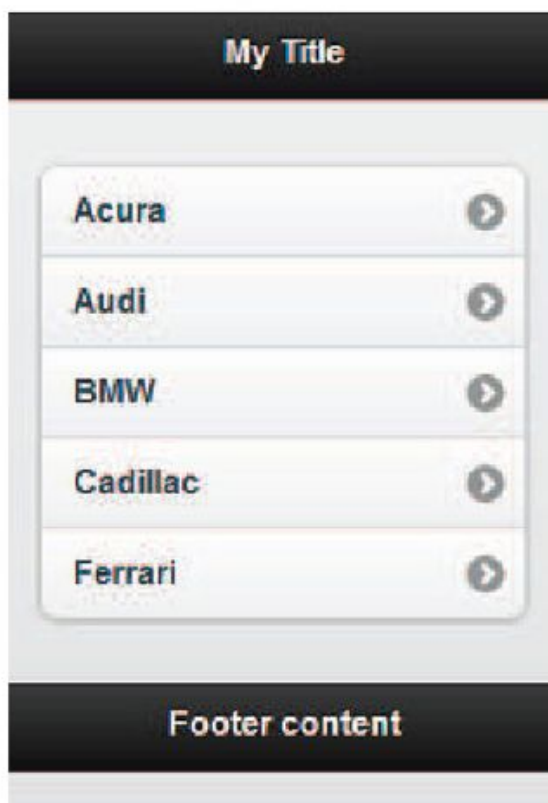 My Title
Acura
Audi
BMW
Cadillac
Ferrari
Footer content